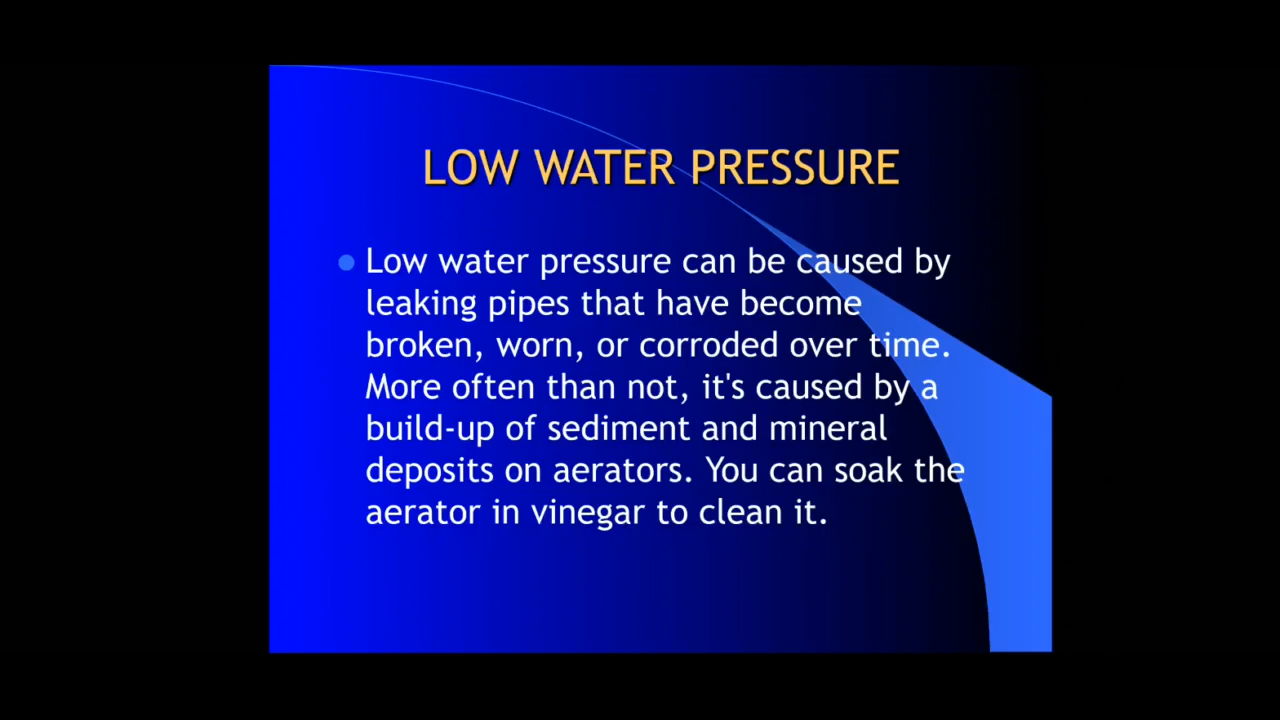 LOW WATER PRESSURE
Low water pressure can be caused by
leaking pipes that have become
broken, worn, or corroded over time.
More often than not, it's caused by a
build-up of sediment and mineral
deposits on aerators. You can soak the
aerator in vinegar to clean it.